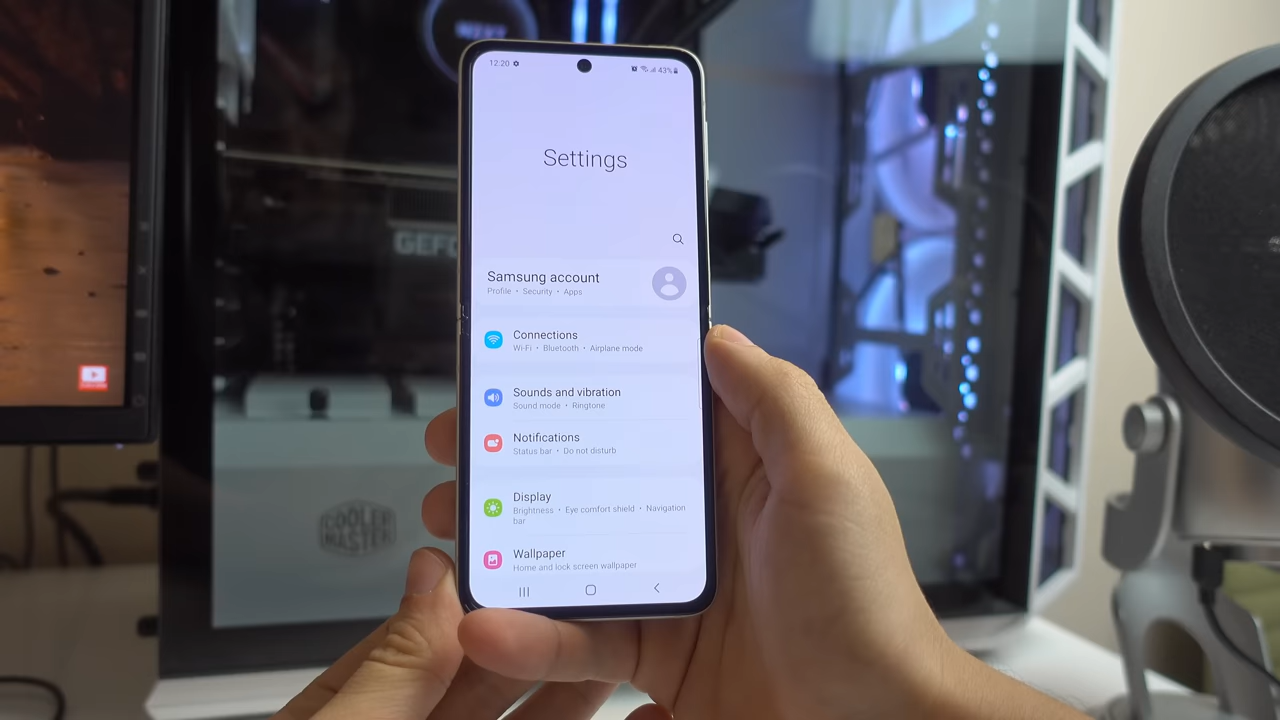 12:20
43%
Settings
Samsung account
Profile • Security • Apps
Connections
Wi-Fi • Bluetooth • Airplane mode
Sounds and vibration
Sound mode • Ringtone
Notifications
Status bar • Do not disturb
Display
Brightness • Eye comfort shield • Navigation
bar
Wallpaper
Home and lock screen wallpaper
COOLER
MASTER